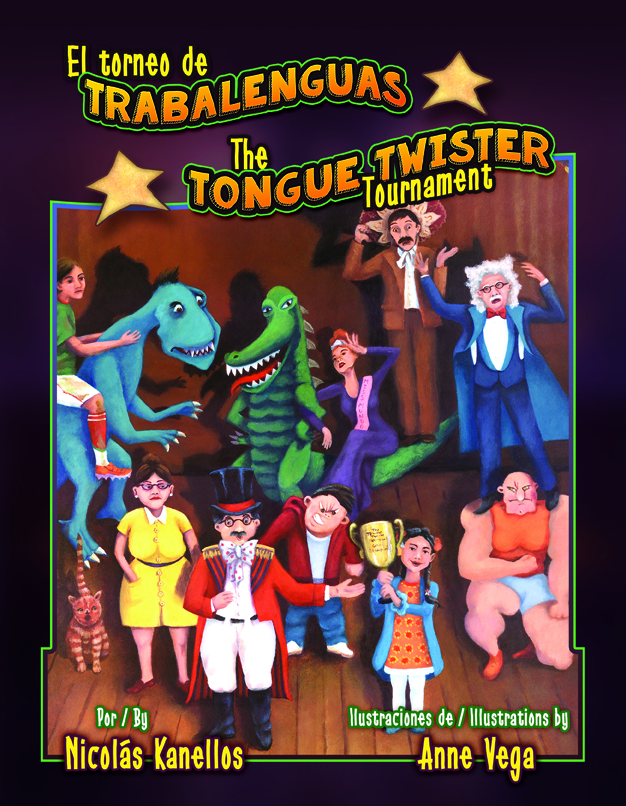 El torneo de
TRABALENGUAS
The
TONGUE TWISTER
Tournament
Por / By
Nicolás Kanellos
Ilustraciones de / Illustrations by
Anne Vega